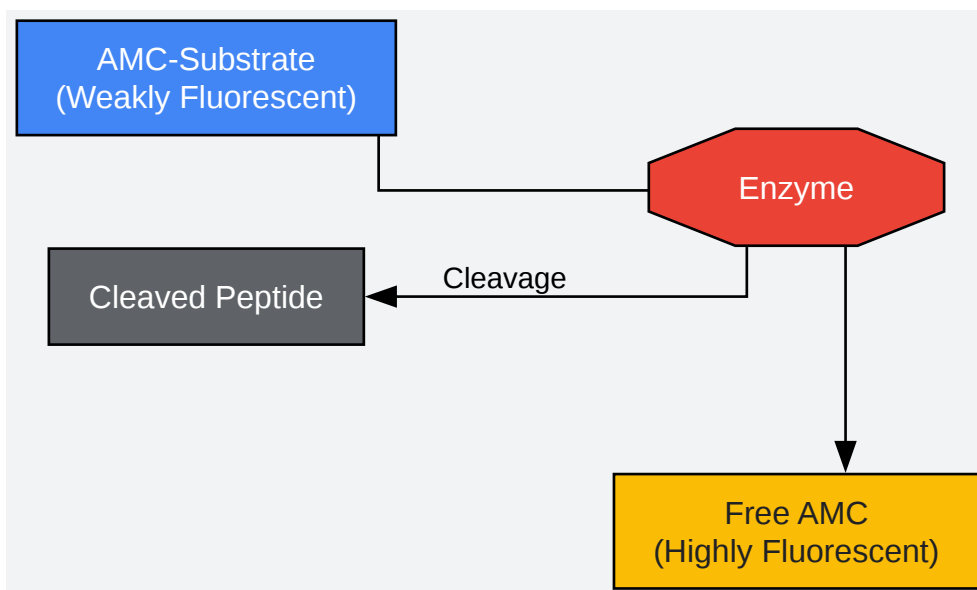 AMC-Substrate
(Weakly Fluorescent)
Enzyme
Cleavage
Cleaved Peptide
Free AMC
(Highly Fluorescent)